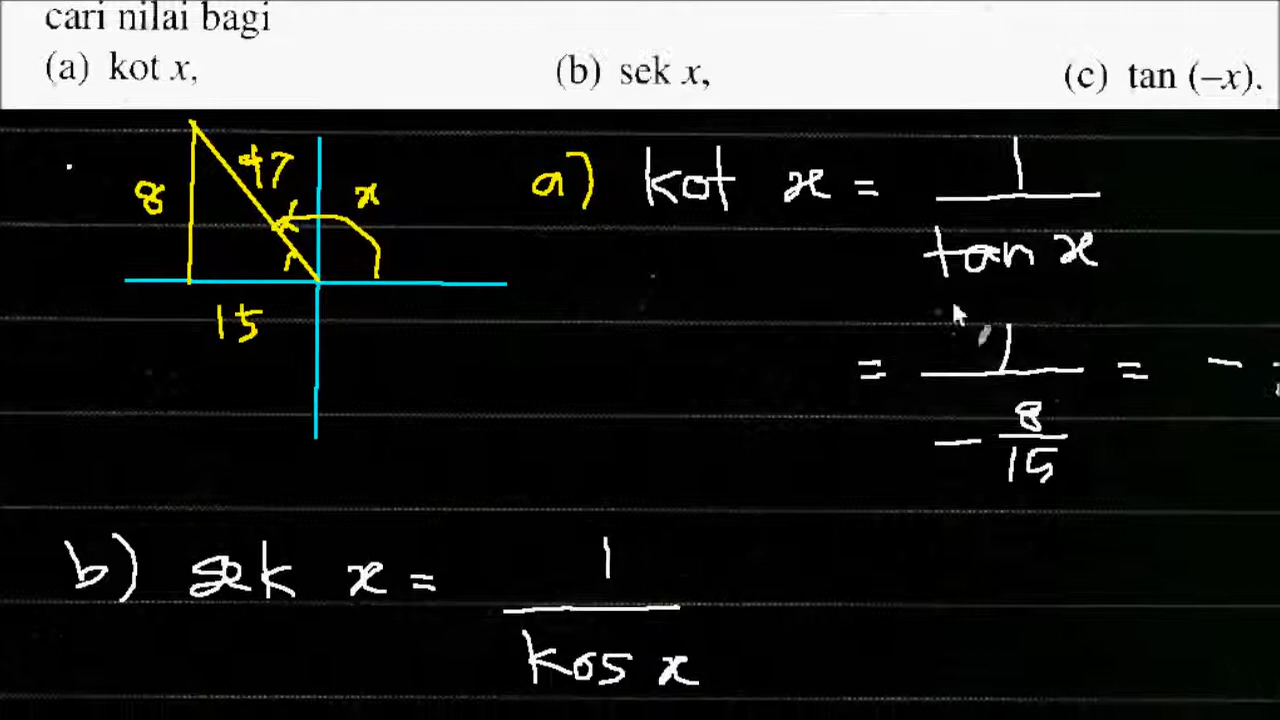 cari nilai bagi
(a) kot x, (b) sek x, (c) tan (–x).
8
17
x
15
a) kot x = 1
tan x
= 1 = -
- 8
15
b) sek x = 1
kos x